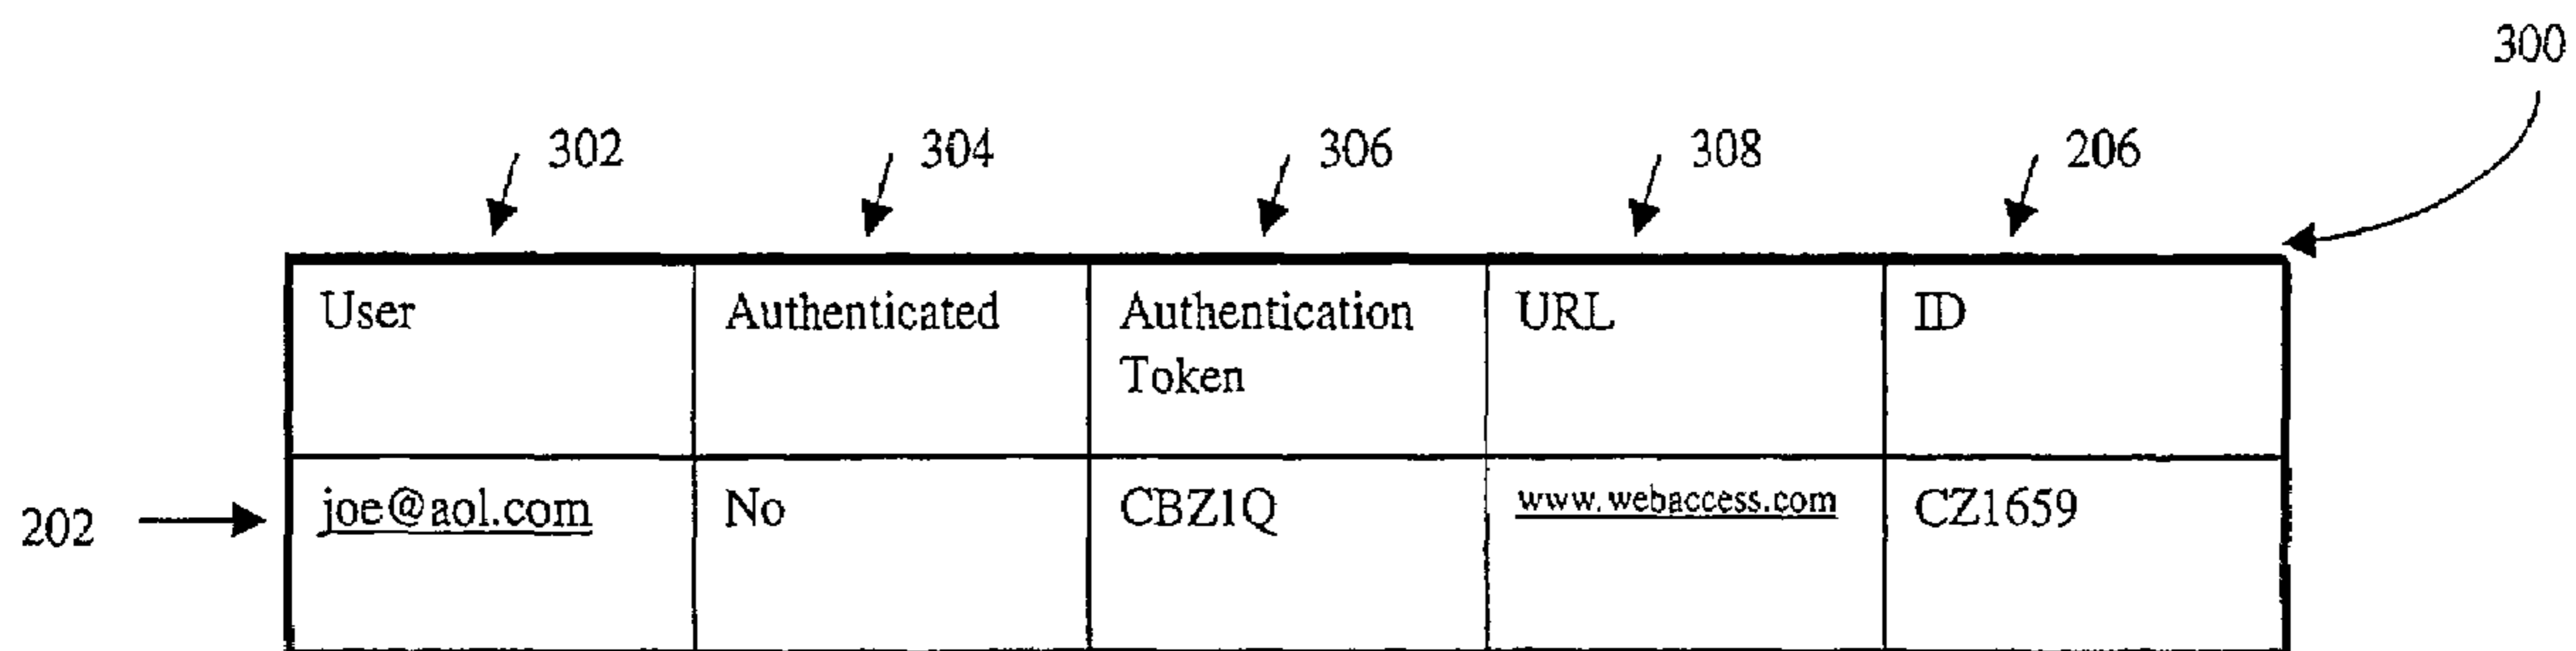 300
302 304 306 308 206
User Authenticated Authentication Token URL ID
202 joe@aol.com No CBZ1Q www.webaccess.com CZ1659